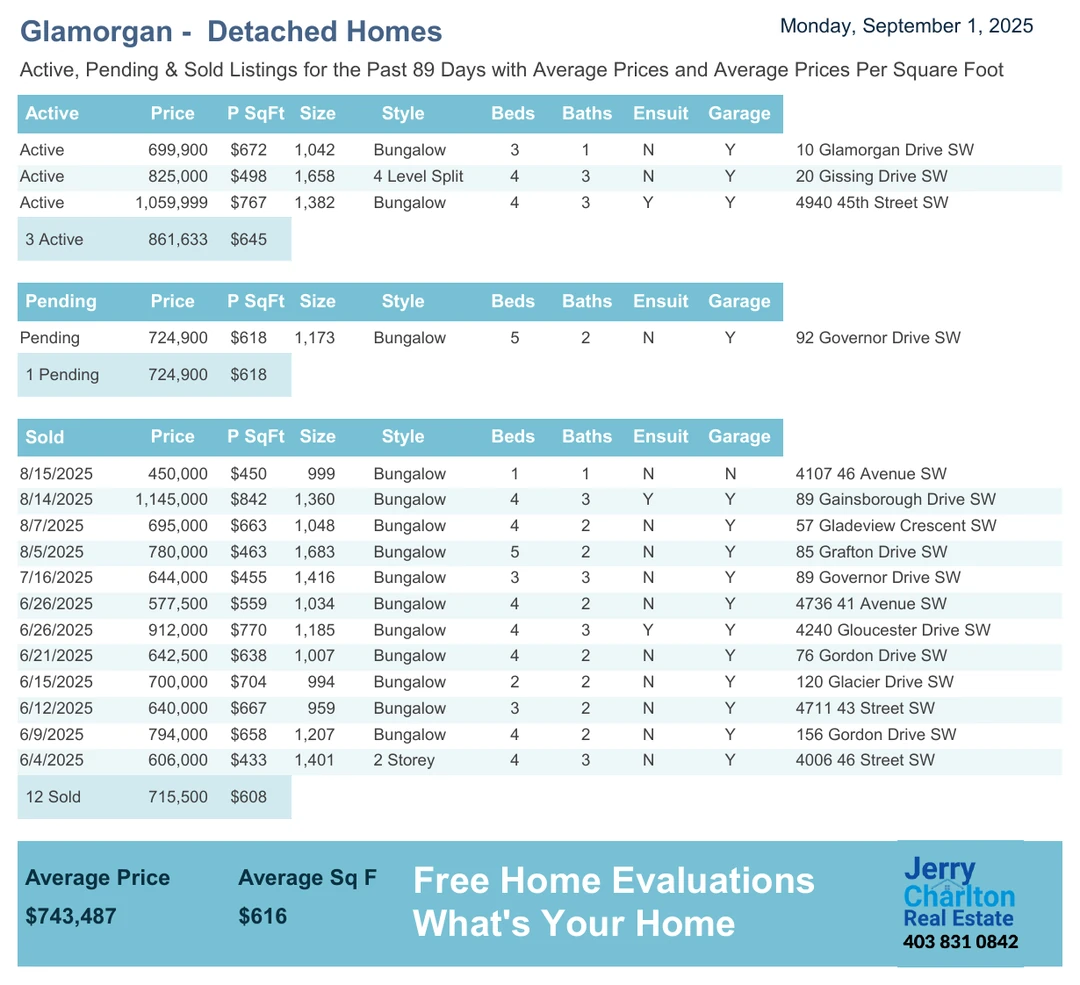 Glamorgan -  Detached Homes
Monday, September 1, 2025
Active, Pending & Sold Listings for the Past 89 Days with Average Prices and Average Prices Per Square Foot
Active Price P SqFt Size Style Beds Baths Ensuit Garage
Active 699,900 $672 1,042 Bungalow 3 1 N Y 10 Glamorgan Drive SW
Active 825,000 $498 1,658 4 Level Split 4 3 N Y 20 Gissing Drive SW
Active 1,059,999 $767 1,382 Bungalow 4 3 Y Y 4940 45th Street SW
3 Active 861,633 $645
Pending Price P SqFt Size Style Beds Baths Ensuit Garage
Pending 724,900 $618 1,173 Bungalow 5 2 N Y 92 Governor Drive SW
1 Pending 724,900 $618
Sold Price P SqFt Size Style Beds Baths Ensuit Garage
8/15/2025 450,000 $450 999 Bungalow 1 1 N N 4107 46 Avenue SW
8/14/2025 1,145,000 $842 1,360 Bungalow 4 3 Y Y 89 Gainsborough Drive SW
8/7/2025 695,000 $663 1,048 Bungalow 4 2 N Y 57 Gladeview Crescent SW
8/5/2025 780,000 $463 1,683 Bungalow 5 2 N Y 85 Grafton Drive SW
7/16/2025 644,000 $455 1,416 Bungalow 3 3 N Y 89 Governor Drive SW
6/26/2025 577,500 $559 1,034 Bungalow 4 2 N Y 4736 41 Avenue SW
6/26/2025 912,000 $770 1,185 Bungalow 4 3 Y Y 4240 Gloucester Drive SW
6/21/2025 642,500 $638 1,007 Bungalow 4 2 N Y 76 Gordon Drive SW
6/15/2025 700,000 $704 994 Bungalow 2 2 N Y 120 Glacier Drive SW
6/12/2025 640,000 $667 959 Bungalow 3 2 N Y 4711 43 Street SW
6/9/2025 794,000 $658 1,207 Bungalow 4 2 N Y 156 Gordon Drive SW
6/4/2025 606,000 $433 1,401 2 Storey 4 3 N Y 4006 46 Street SW
12 Sold 715,500 $608
Average Price Average Sq F
$743,487 $616
Free Home Evaluations
What's Your Home
Jerry
Charlton
Real Estate
403 831 0842